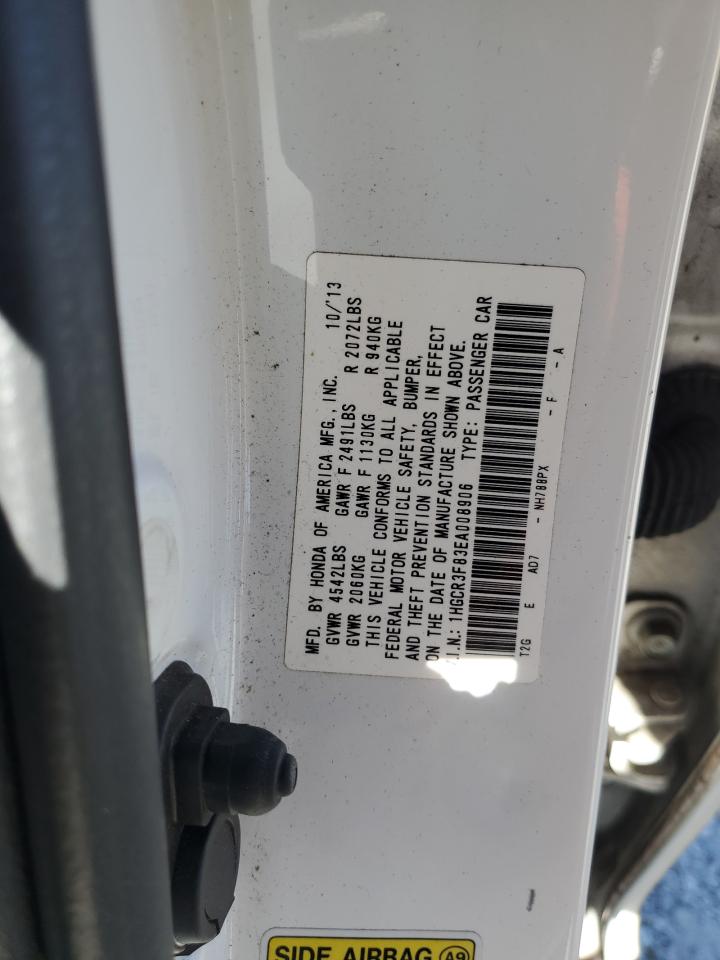 MFD. BY HONDA OF AMERICA MFG., INC. 10/'13
GVWR 4542LBS GAWR F 2491LBS R 2072LBS
GVWR 2060KG GAWR F 1130KG R 940KG
THIS VEHICLE CONFORMS TO ALL APPLICABLE
FEDERAL MOTOR VEHICLE SAFETY, BUMPER,
AND THEFT PREVENTION STANDARDS IN EFFECT
ON THE DATE OF MANUFACTURE SHOWN ABOVE.
.I.N.: 1HGCR3F83EA008906 TYPE: PASSENGER CAR
T2G E AD7 - NH788PX - F - A
SIDE AIRBAG A9